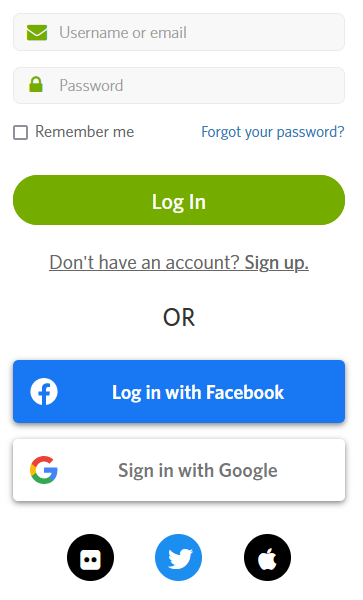 Username or email
Password
Remember me Forgot your password?
Log In
Don't have an account? Sign up.
OR
Log in with Facebook
Sign in with Google